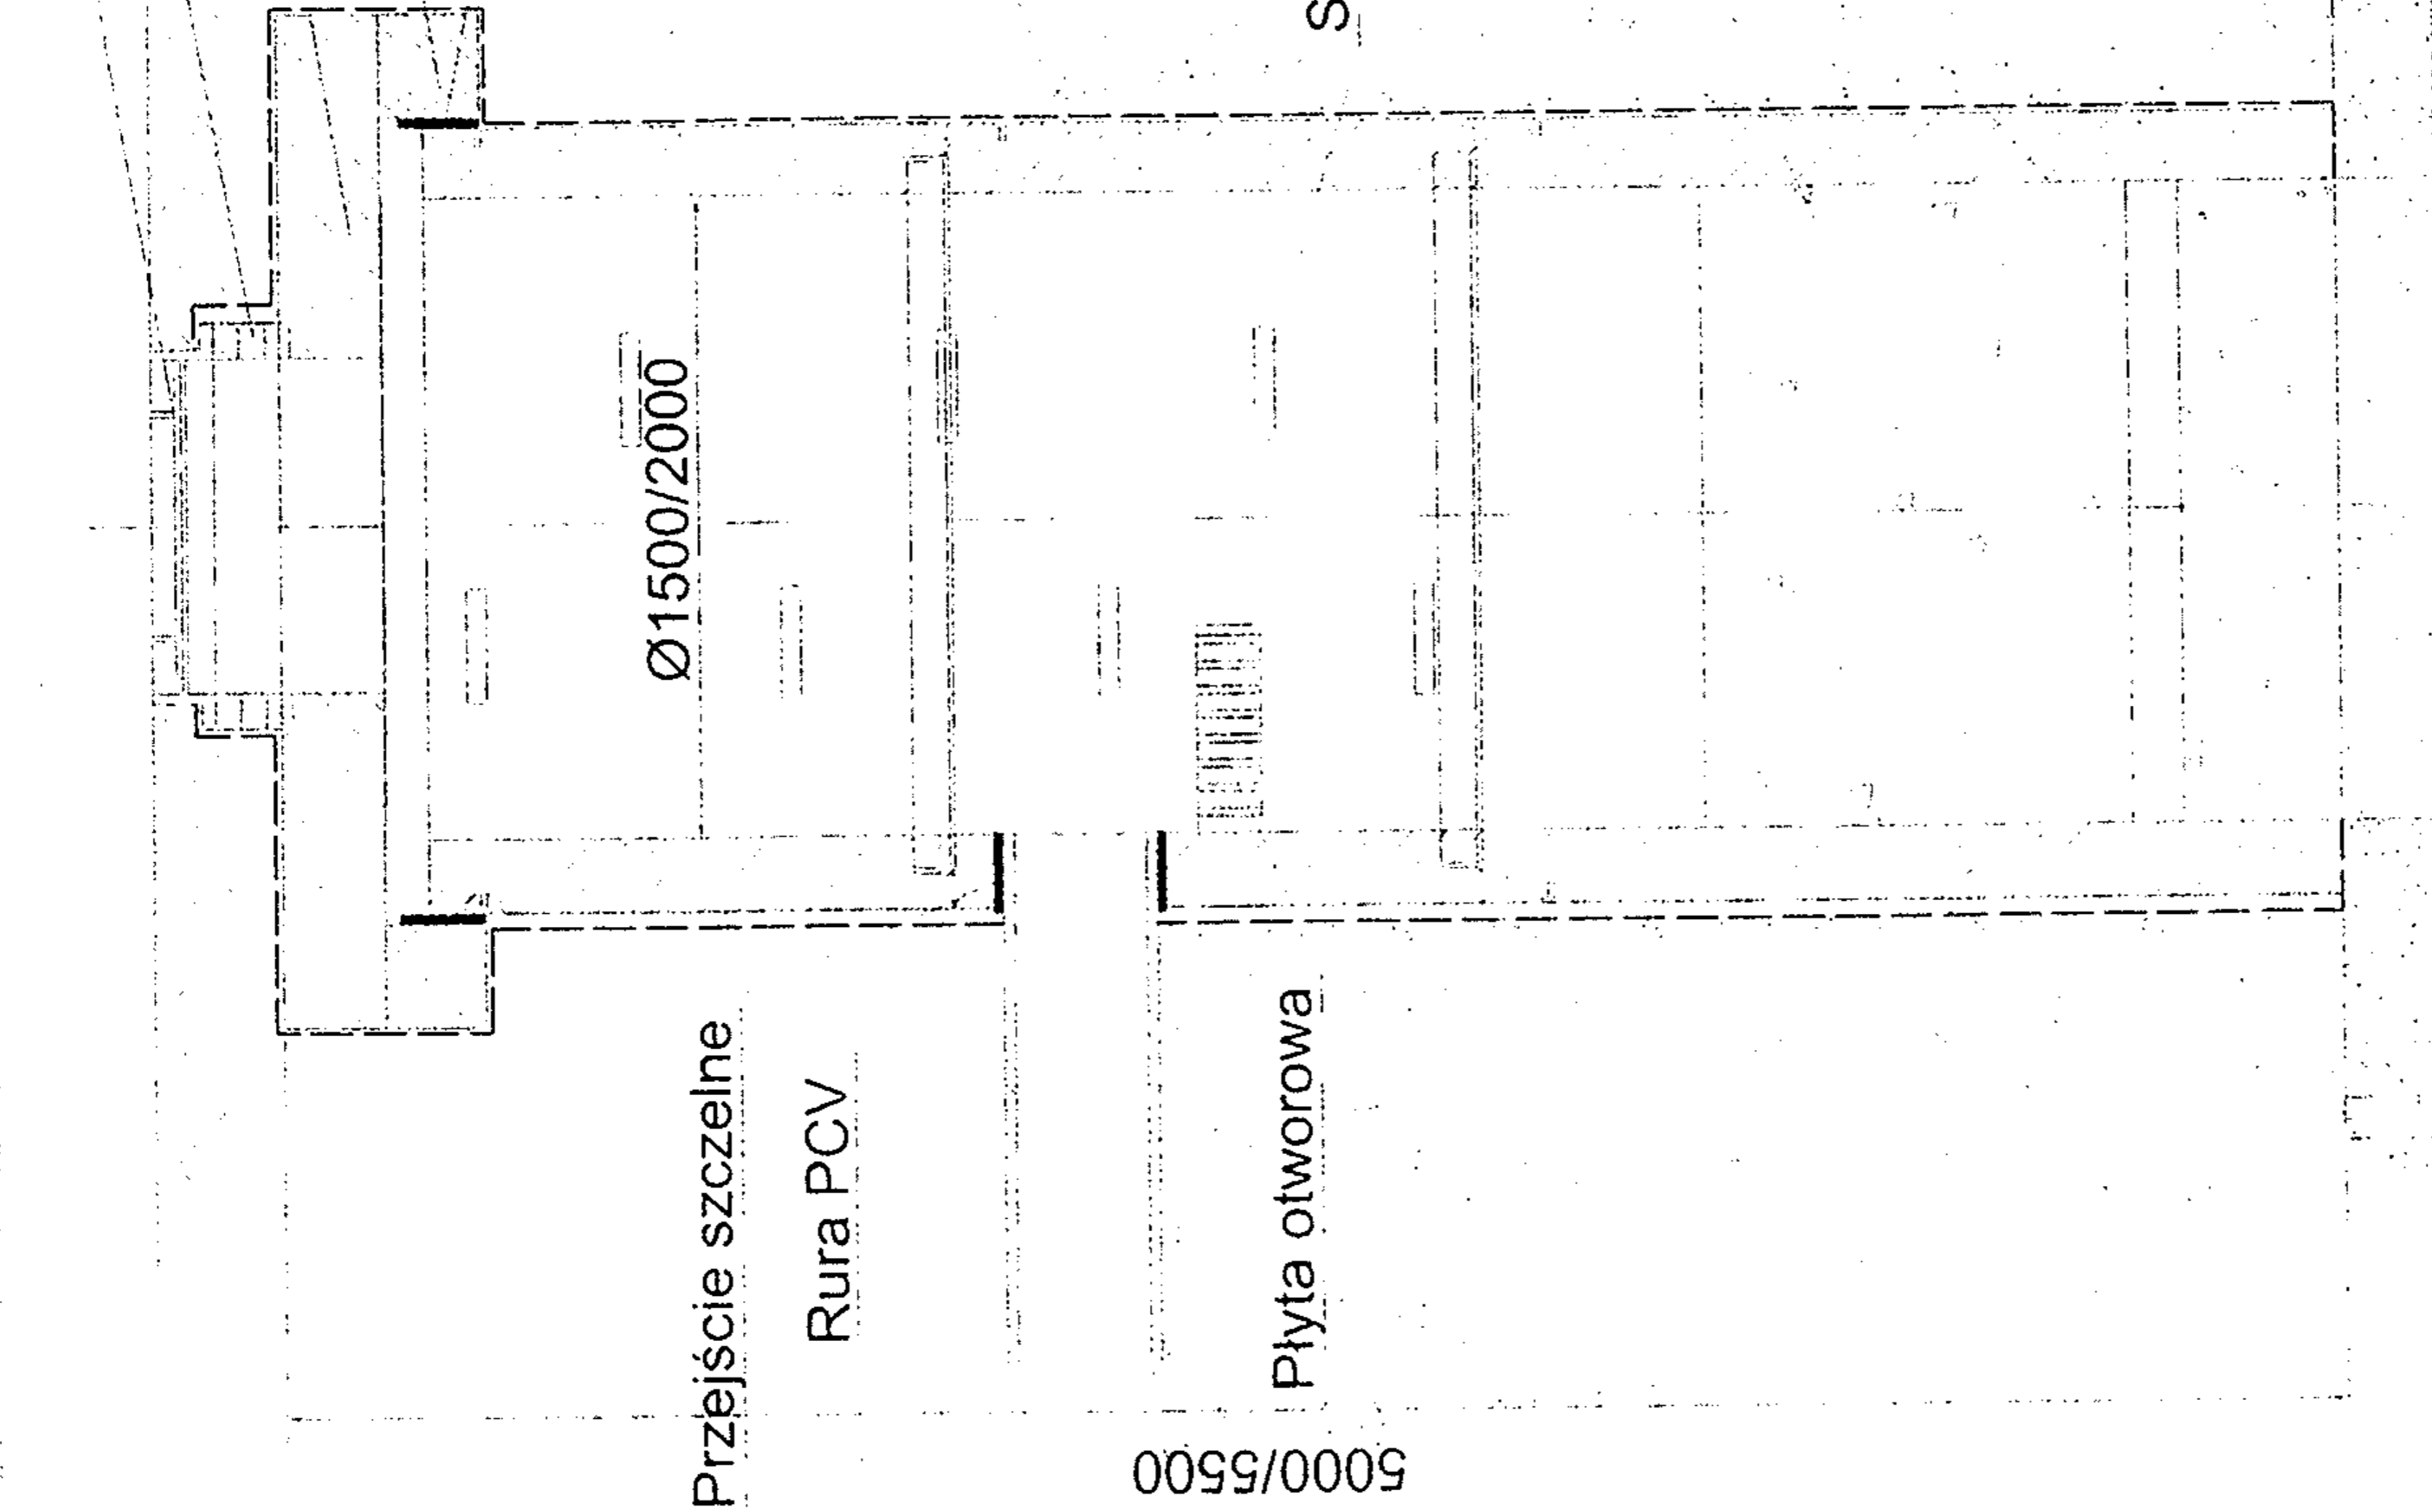 Ø1500/2000
Przejście szczelne
Rura PCV
Płyta otworowa
5000/5500